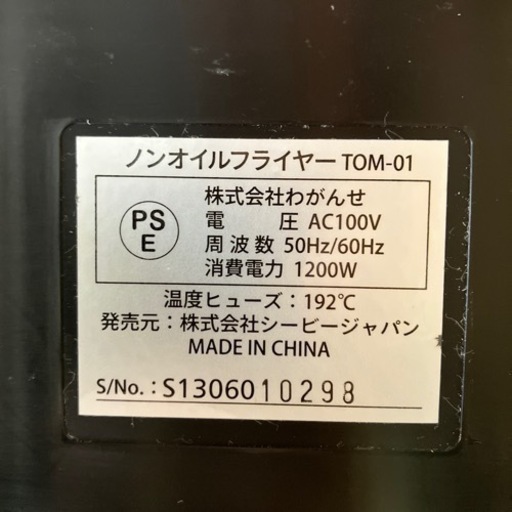 ノンオイルフライヤー TOM-01
PS
E
株式会社わがんせ
電 圧 AC100V
周波数 50Hz/60Hz
消費電力 1200W
温度ヒューズ：192℃
発売元：株式会社シービージャパン
MADE IN CHINA
S/No.：S1306010298